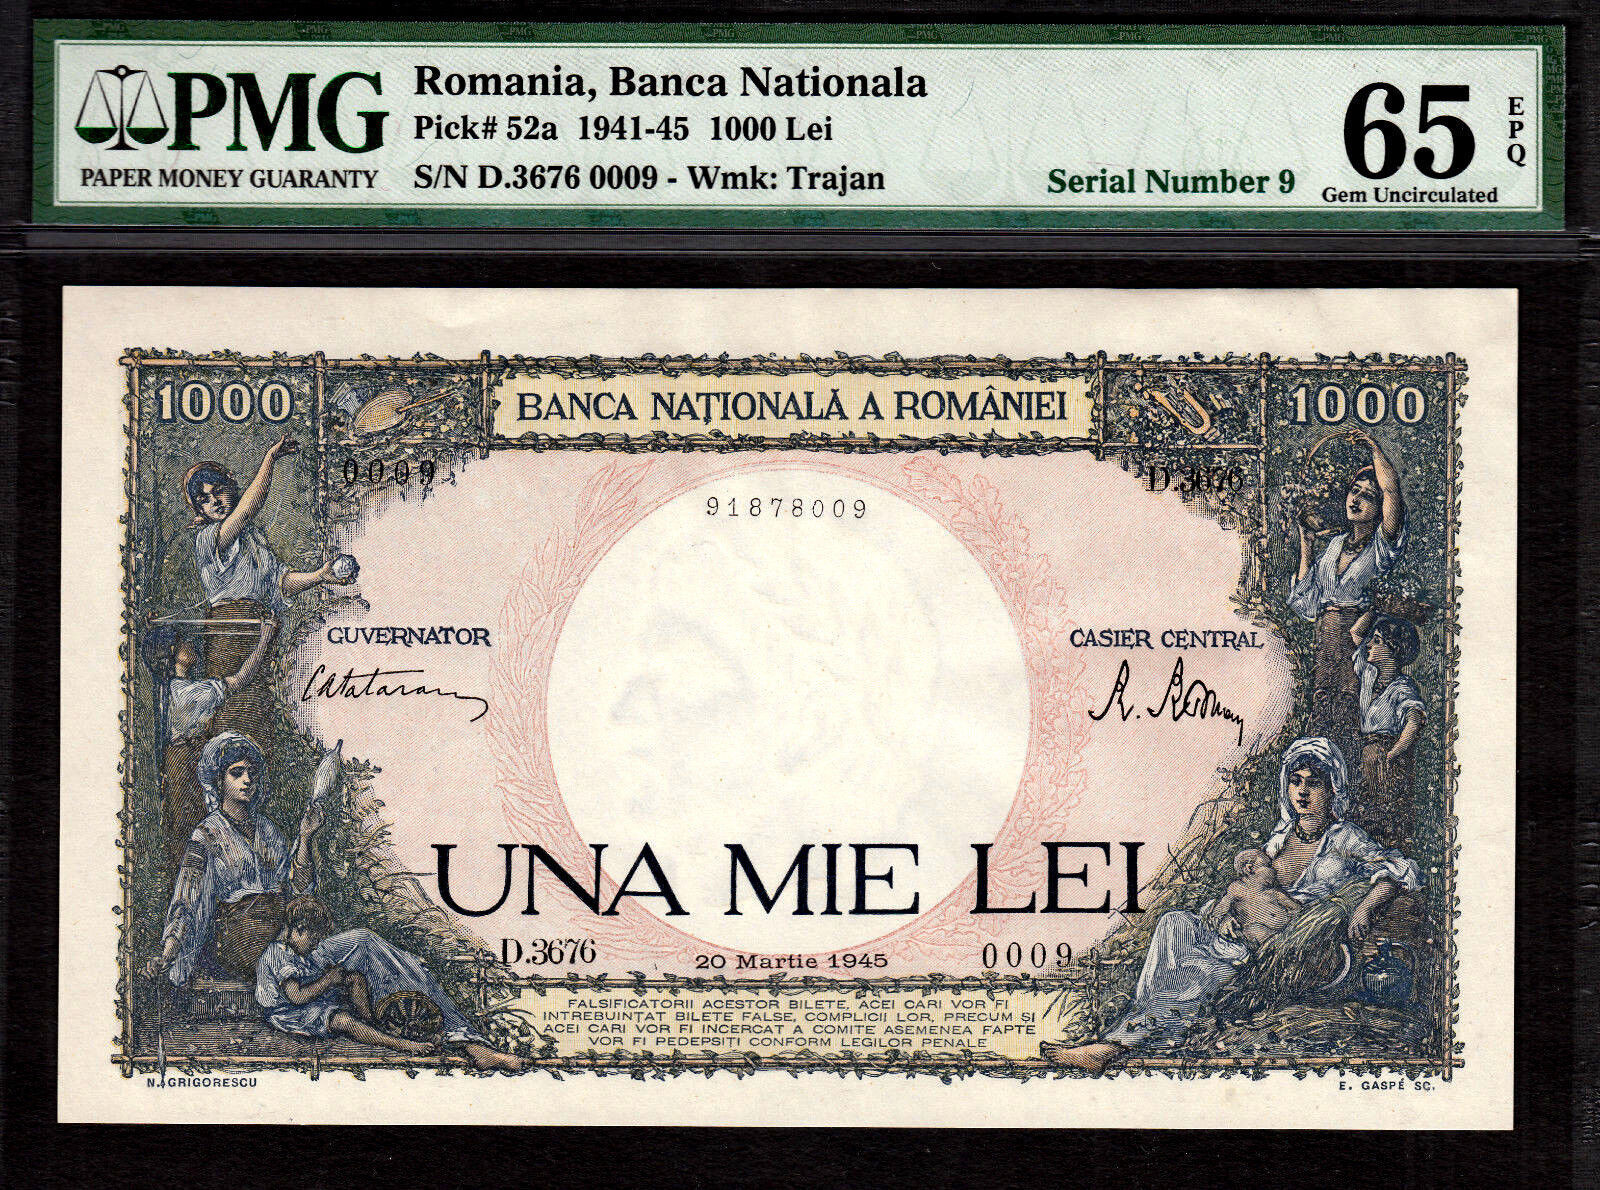 PMG
PAPER MONEY GUARANTY
Romania, Banca Nationala
Pick# 52a 1941-45 1000 Lei
S/N D.3676 0009 - Wmk: Trajan
Serial Number 9
65
EPQ
Gem Uncirculated
1000
BANCA NAȚIONALĂ A ROMÂNIEI
1000
0009
D.3676
91878009
GUVERNATOR
CASIER CENTRAL
UNA MIE LEI
D.3676
20 Martie 1945
0009
FALSIFICATORII ACESTOR BILETE, ACEI CARI VOR FI
INTREBUINȚAT BILETE FALSE, COMPLICII LOR, PRECUM ȘI
ACEI CARI VOR FI INCERCAT A COMITE ASEMENEA FAPTE
VOR FI PEDEPSIȚI CONFORM LEGILOR PENALE
N. GRIGORESCU
E. GASPÉ SC.